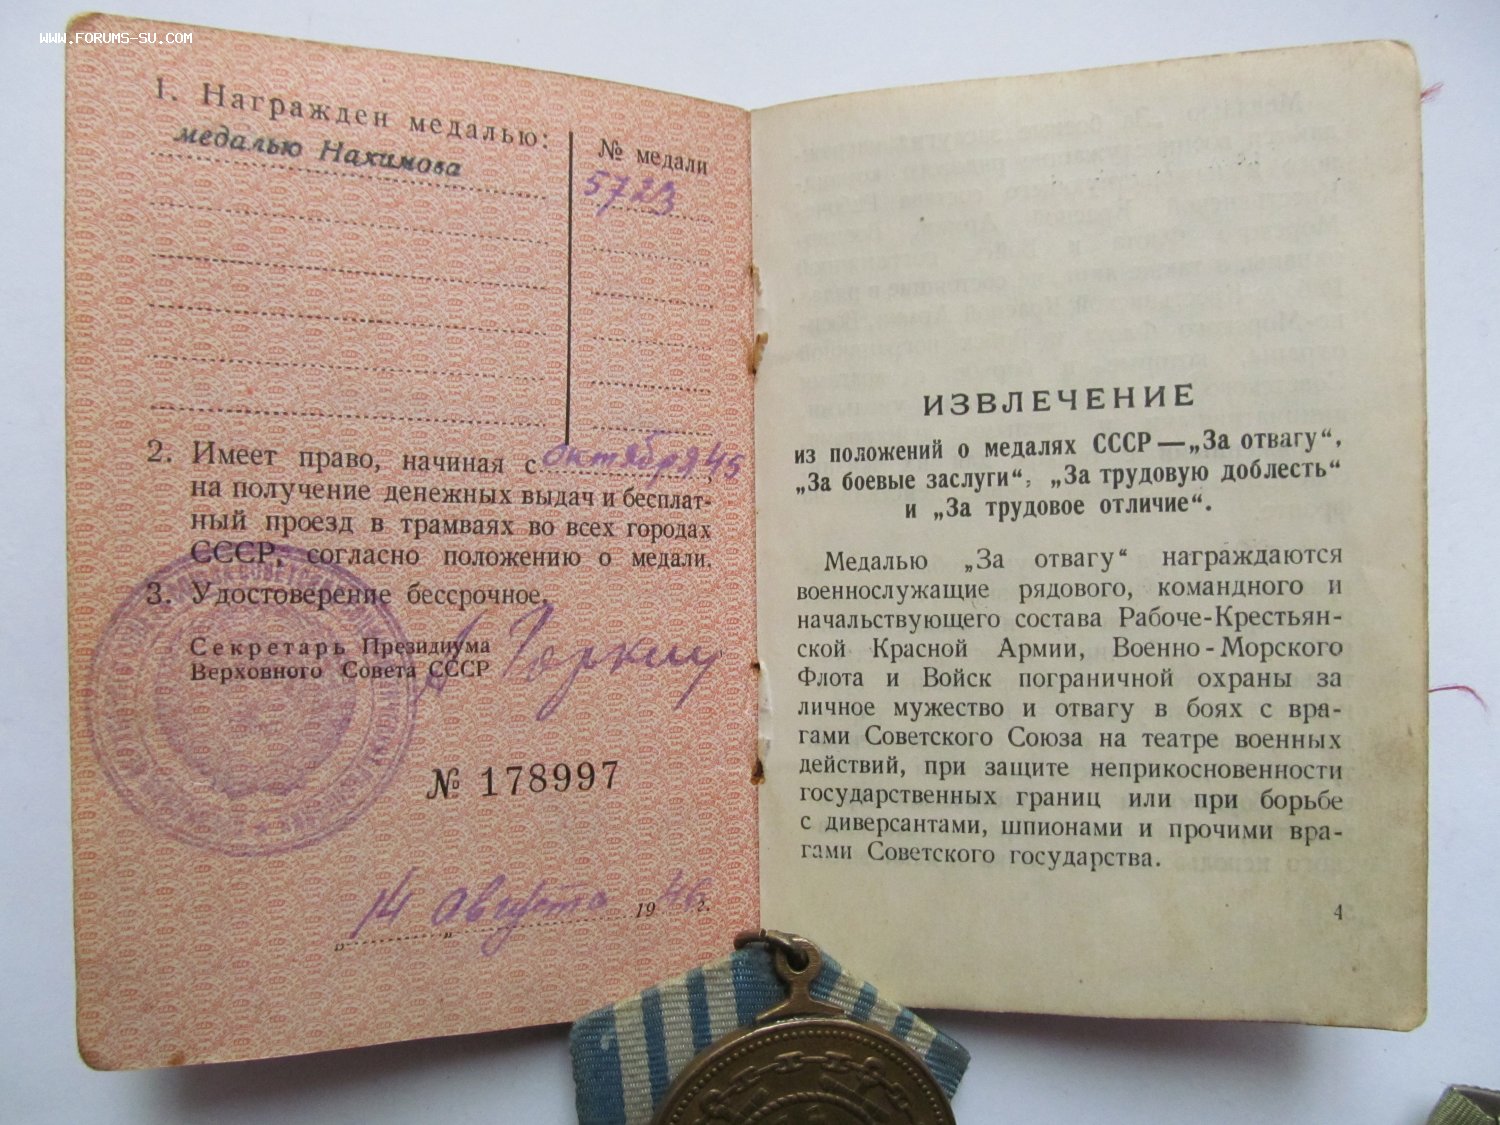 WWW.FORUMS-SU.COM
1. Награжден медалью:
медалью Нахимова
№ медали
5723
2. Имеет право, начиная с октября 45,
на получение денежных выдач и бесплат-
ный проезд в трамваях во всех городах
СССР, согласно положению о медали.
3. Удостоверение бессрочное.
Секретарь Президиума
Верховного Совета СССР
А Горкин
№ 178997
„14" августа 1946 г.
ИЗВЛЕЧЕНИЕ
из положений о медалях СССР — „За отвагу“,
„За боевые заслуги“, „За трудовую доблесть“
и „За трудовое отличие“.
Медалью „За отвагу“ награждаются
военнослужащие рядового, командного и
начальствующего состава Рабоче-Крестьян-
ской Красной Армии, Военно-Морского
Флота и Войск пограничной охраны за
личное мужество и отвагу в боях с вра-
гами Советского Союза на театре военных
действий, при защите неприкосновенности
государственных границ или при борьбе
с диверсантами, шпионами и прочими вра-
гами Советского государства.
4